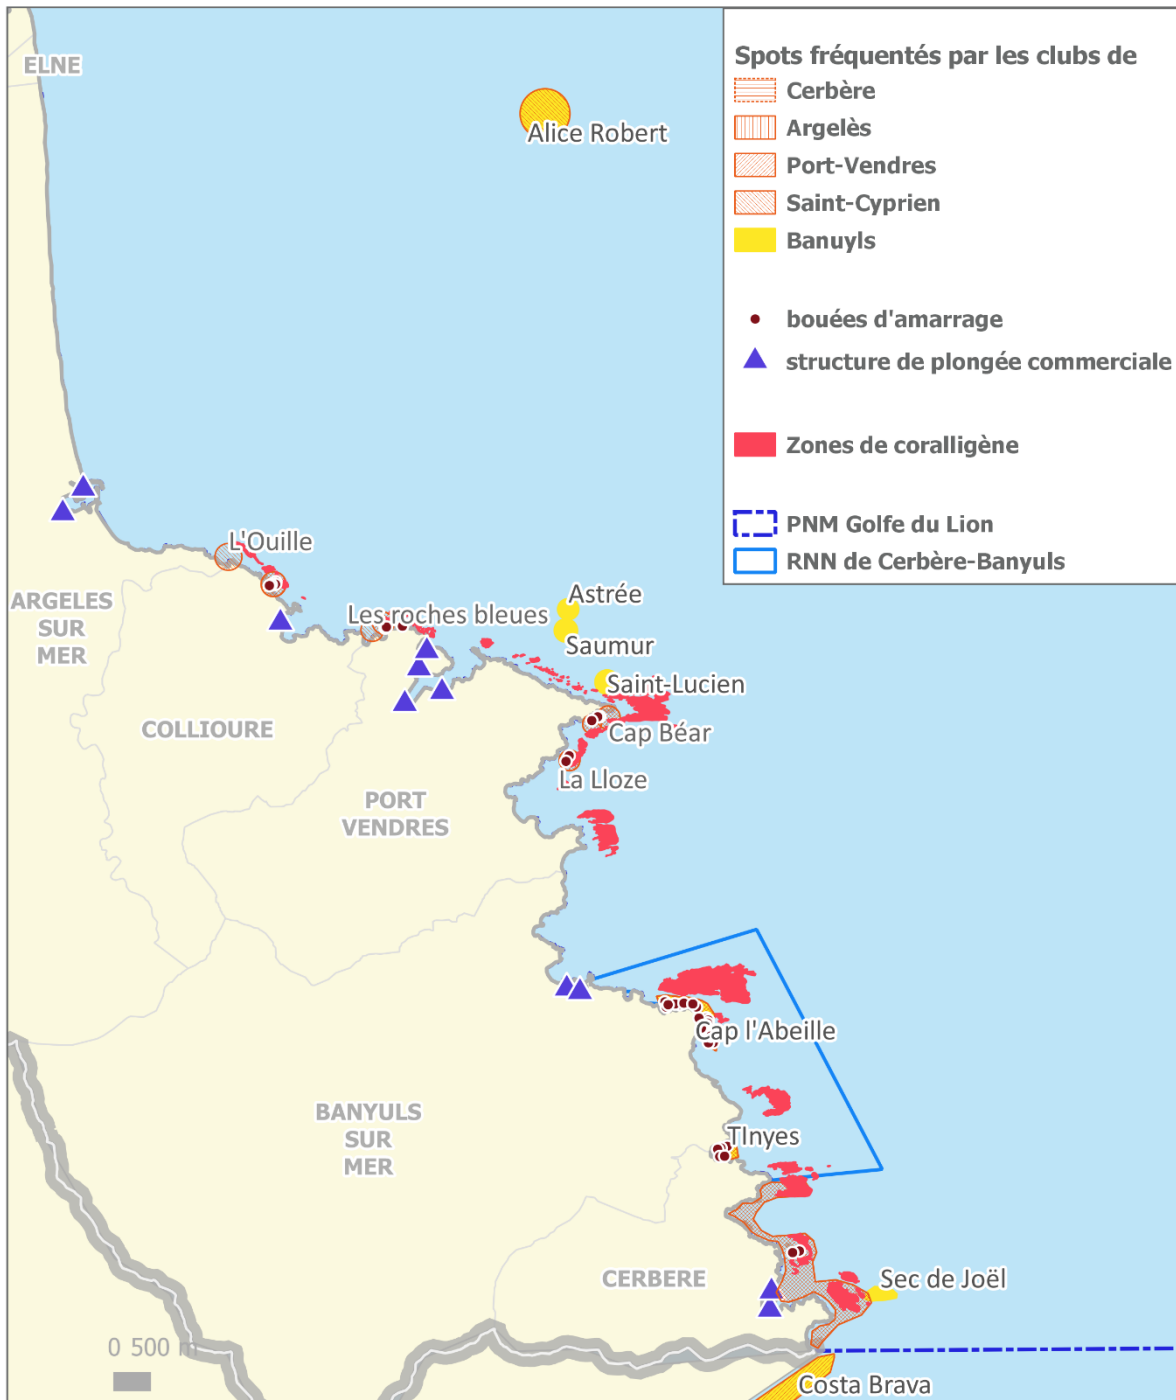 ELNE
Alice Robert
Spots fréquentés par les clubs de
Cerbère
Argelès
Port-Vendres
Saint-Cyprien
Banuyls
bouées d'amarrage
structure de plongée commerciale
Zones de coralligène
PNM Golfe du Lion
RNN de Cerbère-Banyuls
L'Ouille
ARGELES
SUR
MER
Les roches bleues
Astrée
Saumur
Saint-Lucien
COLLIOURE
Cap Béar
La Lloze
PORT
VENDRES
Cap l'Abeille
BANYULS
SUR
MER
TInyes
CERBERE
Sec de Joël
0 500 m
Costa Brava